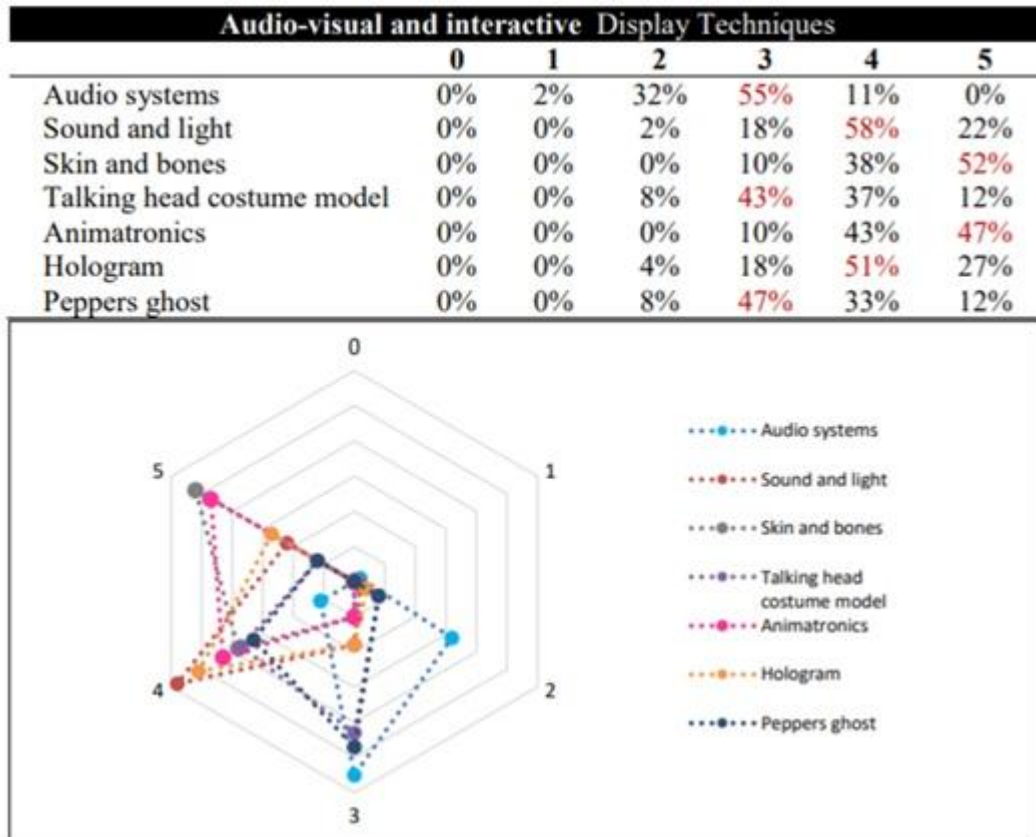 Audio-visual and interactive Display Techniques
0 1 2 3 4 5
Audio systems 0% 2% 32% 55% 11% 0%
Sound and light 0% 0% 2% 18% 58% 22%
Skin and bones 0% 0% 0% 10% 38% 52%
Talking head costume model 0% 0% 8% 43% 37% 12%
Animatronics 0% 0% 0% 10% 43% 47%
Hologram 0% 0% 4% 18% 51% 27%
Peppers ghost 0% 0% 8% 47% 33% 12%
0
5
1
4
2
3
Audio systems
Sound and light
Skin and bones
Talking head
costume model
Animatronics
Hologram
Peppers ghost